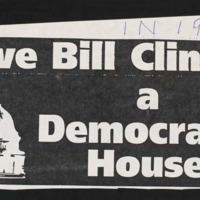 IN 19
ve Bill Clin
a
Democra
House